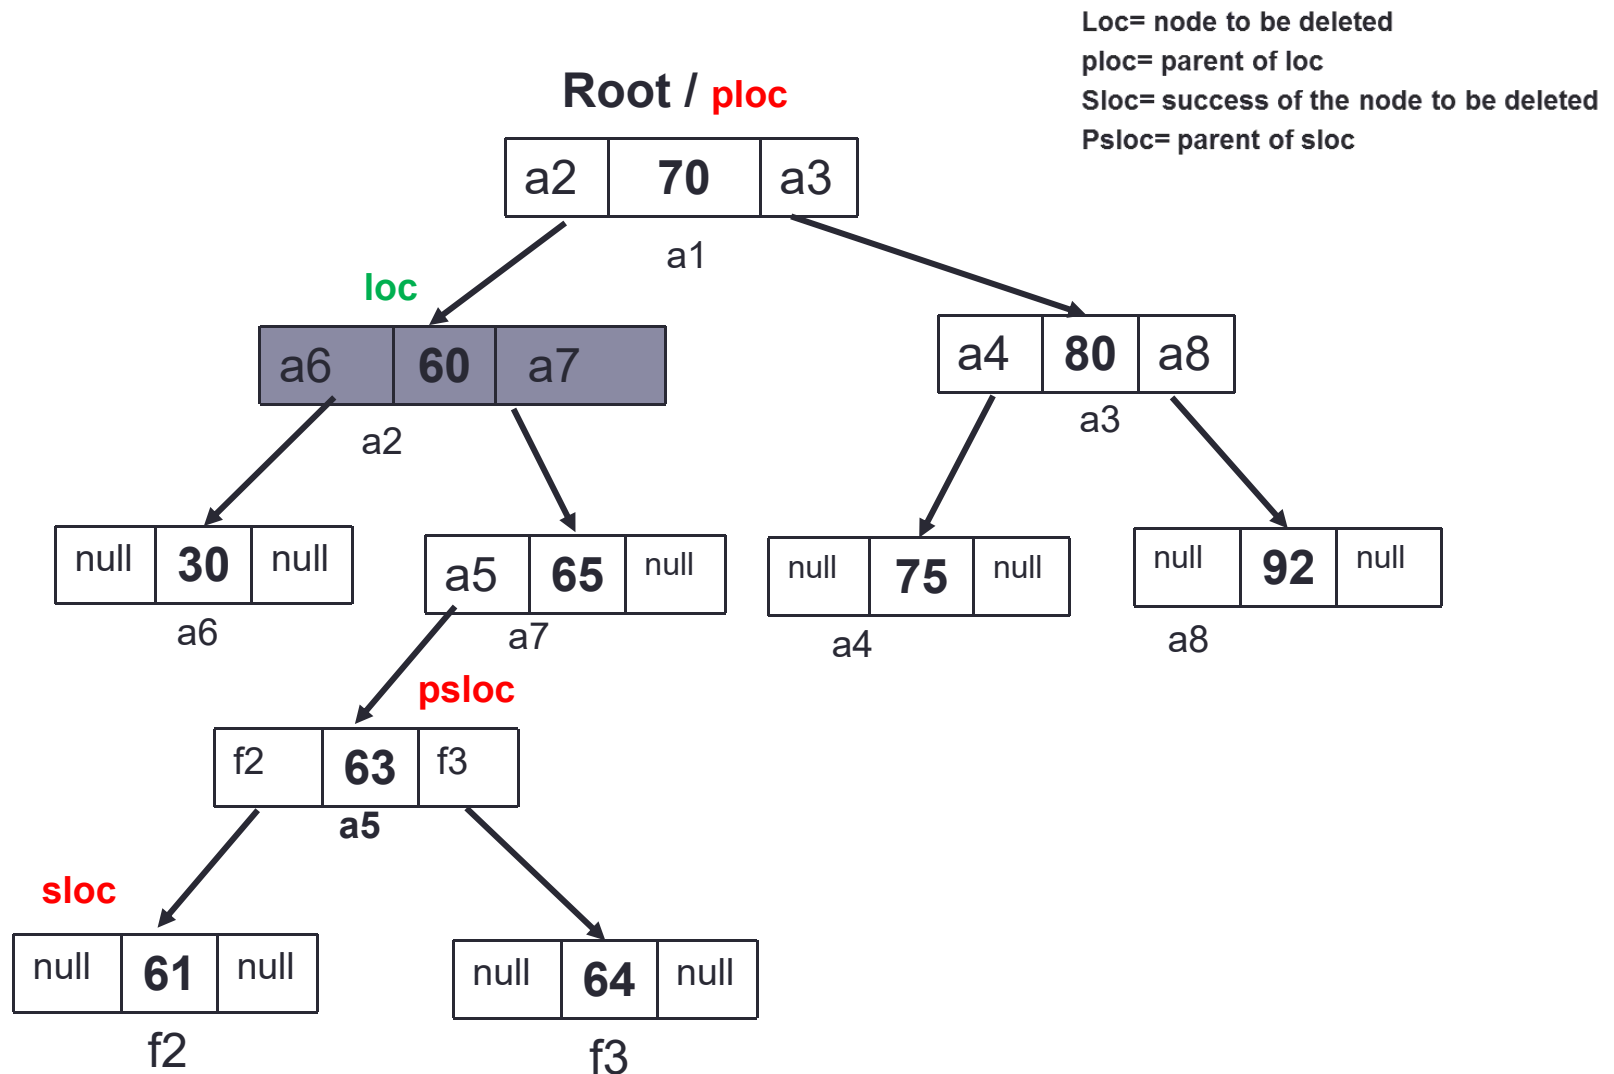 Loc= node to be deleted
ploc= parent of loc
Sloc= success of the node to be deleted
Psloc= parent of sloc
Root / ploc
a2 70 a3
a1
loc
a6 60 a7
a2
a4 80 a8
a3
null 30 null
a6
a5 65 null
a7
null 75 null
a4
null 92 null
a8
psloc
f2 63 f3
a5
sloc
null 61 null
f2
null 64 null
f3